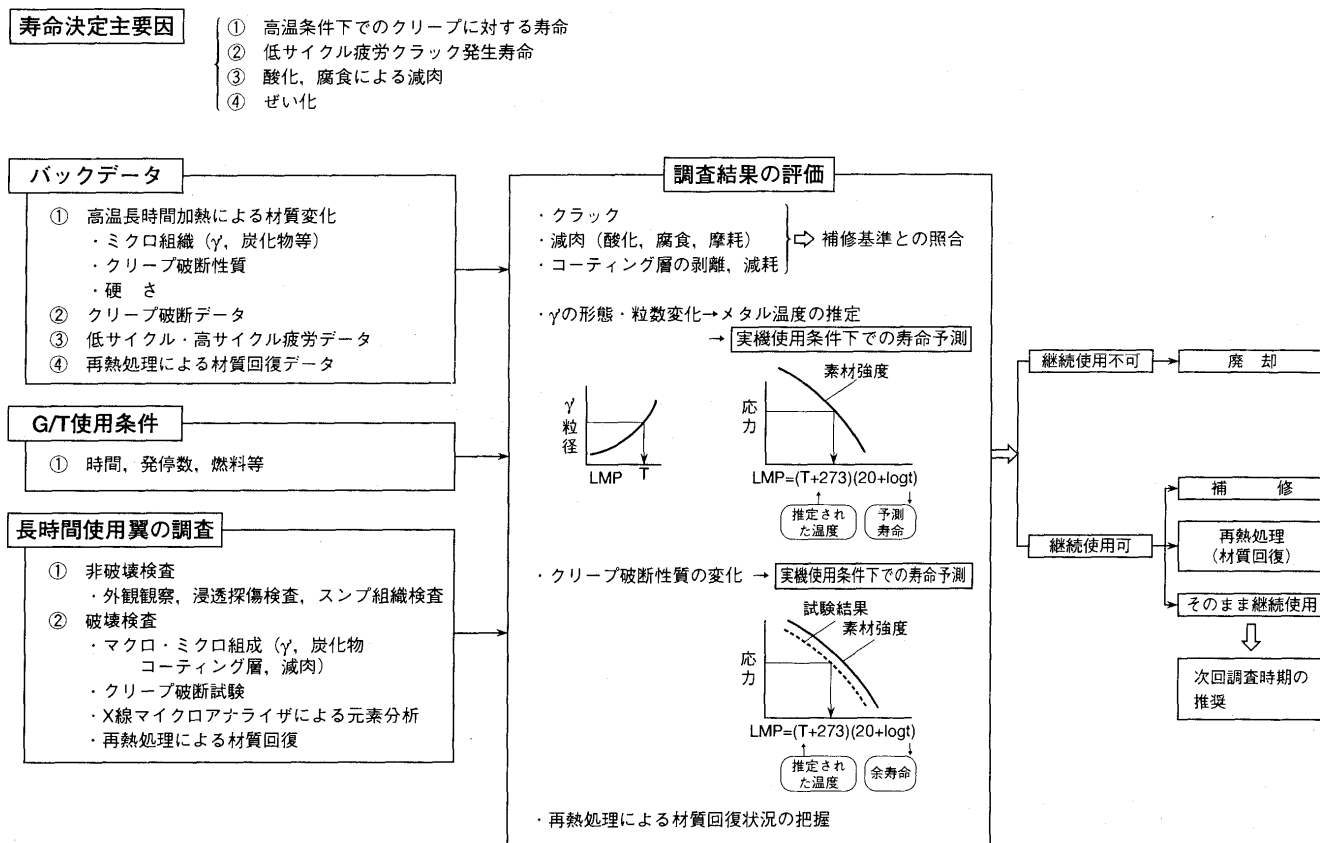 寿命決定主要因
① 高温条件下でのクリープに対する寿命
② 低サイクル疲労クラック発生寿命
③ 酸化，腐食による減肉
④ ぜい化
バックデータ
① 高温長時間加熱による材質変化
・ミクロ組織（γ′，炭化物等）
・クリープ破断性質
・硬　さ
② クリープ破断データ
③ 低サイクル・高サイクル疲労データ
④ 再熱処理による材質回復データ
G/T使用条件
① 時間，発停数，燃料等
長時間使用翼の調査
① 非破壊検査
・外観観察，浸透探傷検査，スンプ組織検査
② 破壊検査
・マクロ・ミクロ組成（γ′，炭化物
コーティング層，減肉）
・クリープ破断試験
・X線マイクロアナライザによる元素分析
・再熱処理による材質回復
調査結果の評価
・クラック
・減肉（酸化，腐食，摩耗）
・コーティング層の剥離，減耗
⇨ 補修基準との照合
・γ′の形態・粒数変化→メタル温度の推定
→ 実機使用条件下での寿命予測
γ′粒径
LMP T
素材強度
応力
LMP=(T+273)(20+logt)
推定され
た温度
予測
寿命
・クリープ破断性質の変化 → 実機使用条件下での寿命予測
試験結果
素材強度
応力
LMP=(T+273)(20+logt)
推定され
た温度
余寿命
・再熱処理による材質回復状況の把握
継続使用不可
廃　却
継続使用可
補　修
再熱処理
（材質回復）
そのまま継続使用
次回調査時期の
推奨